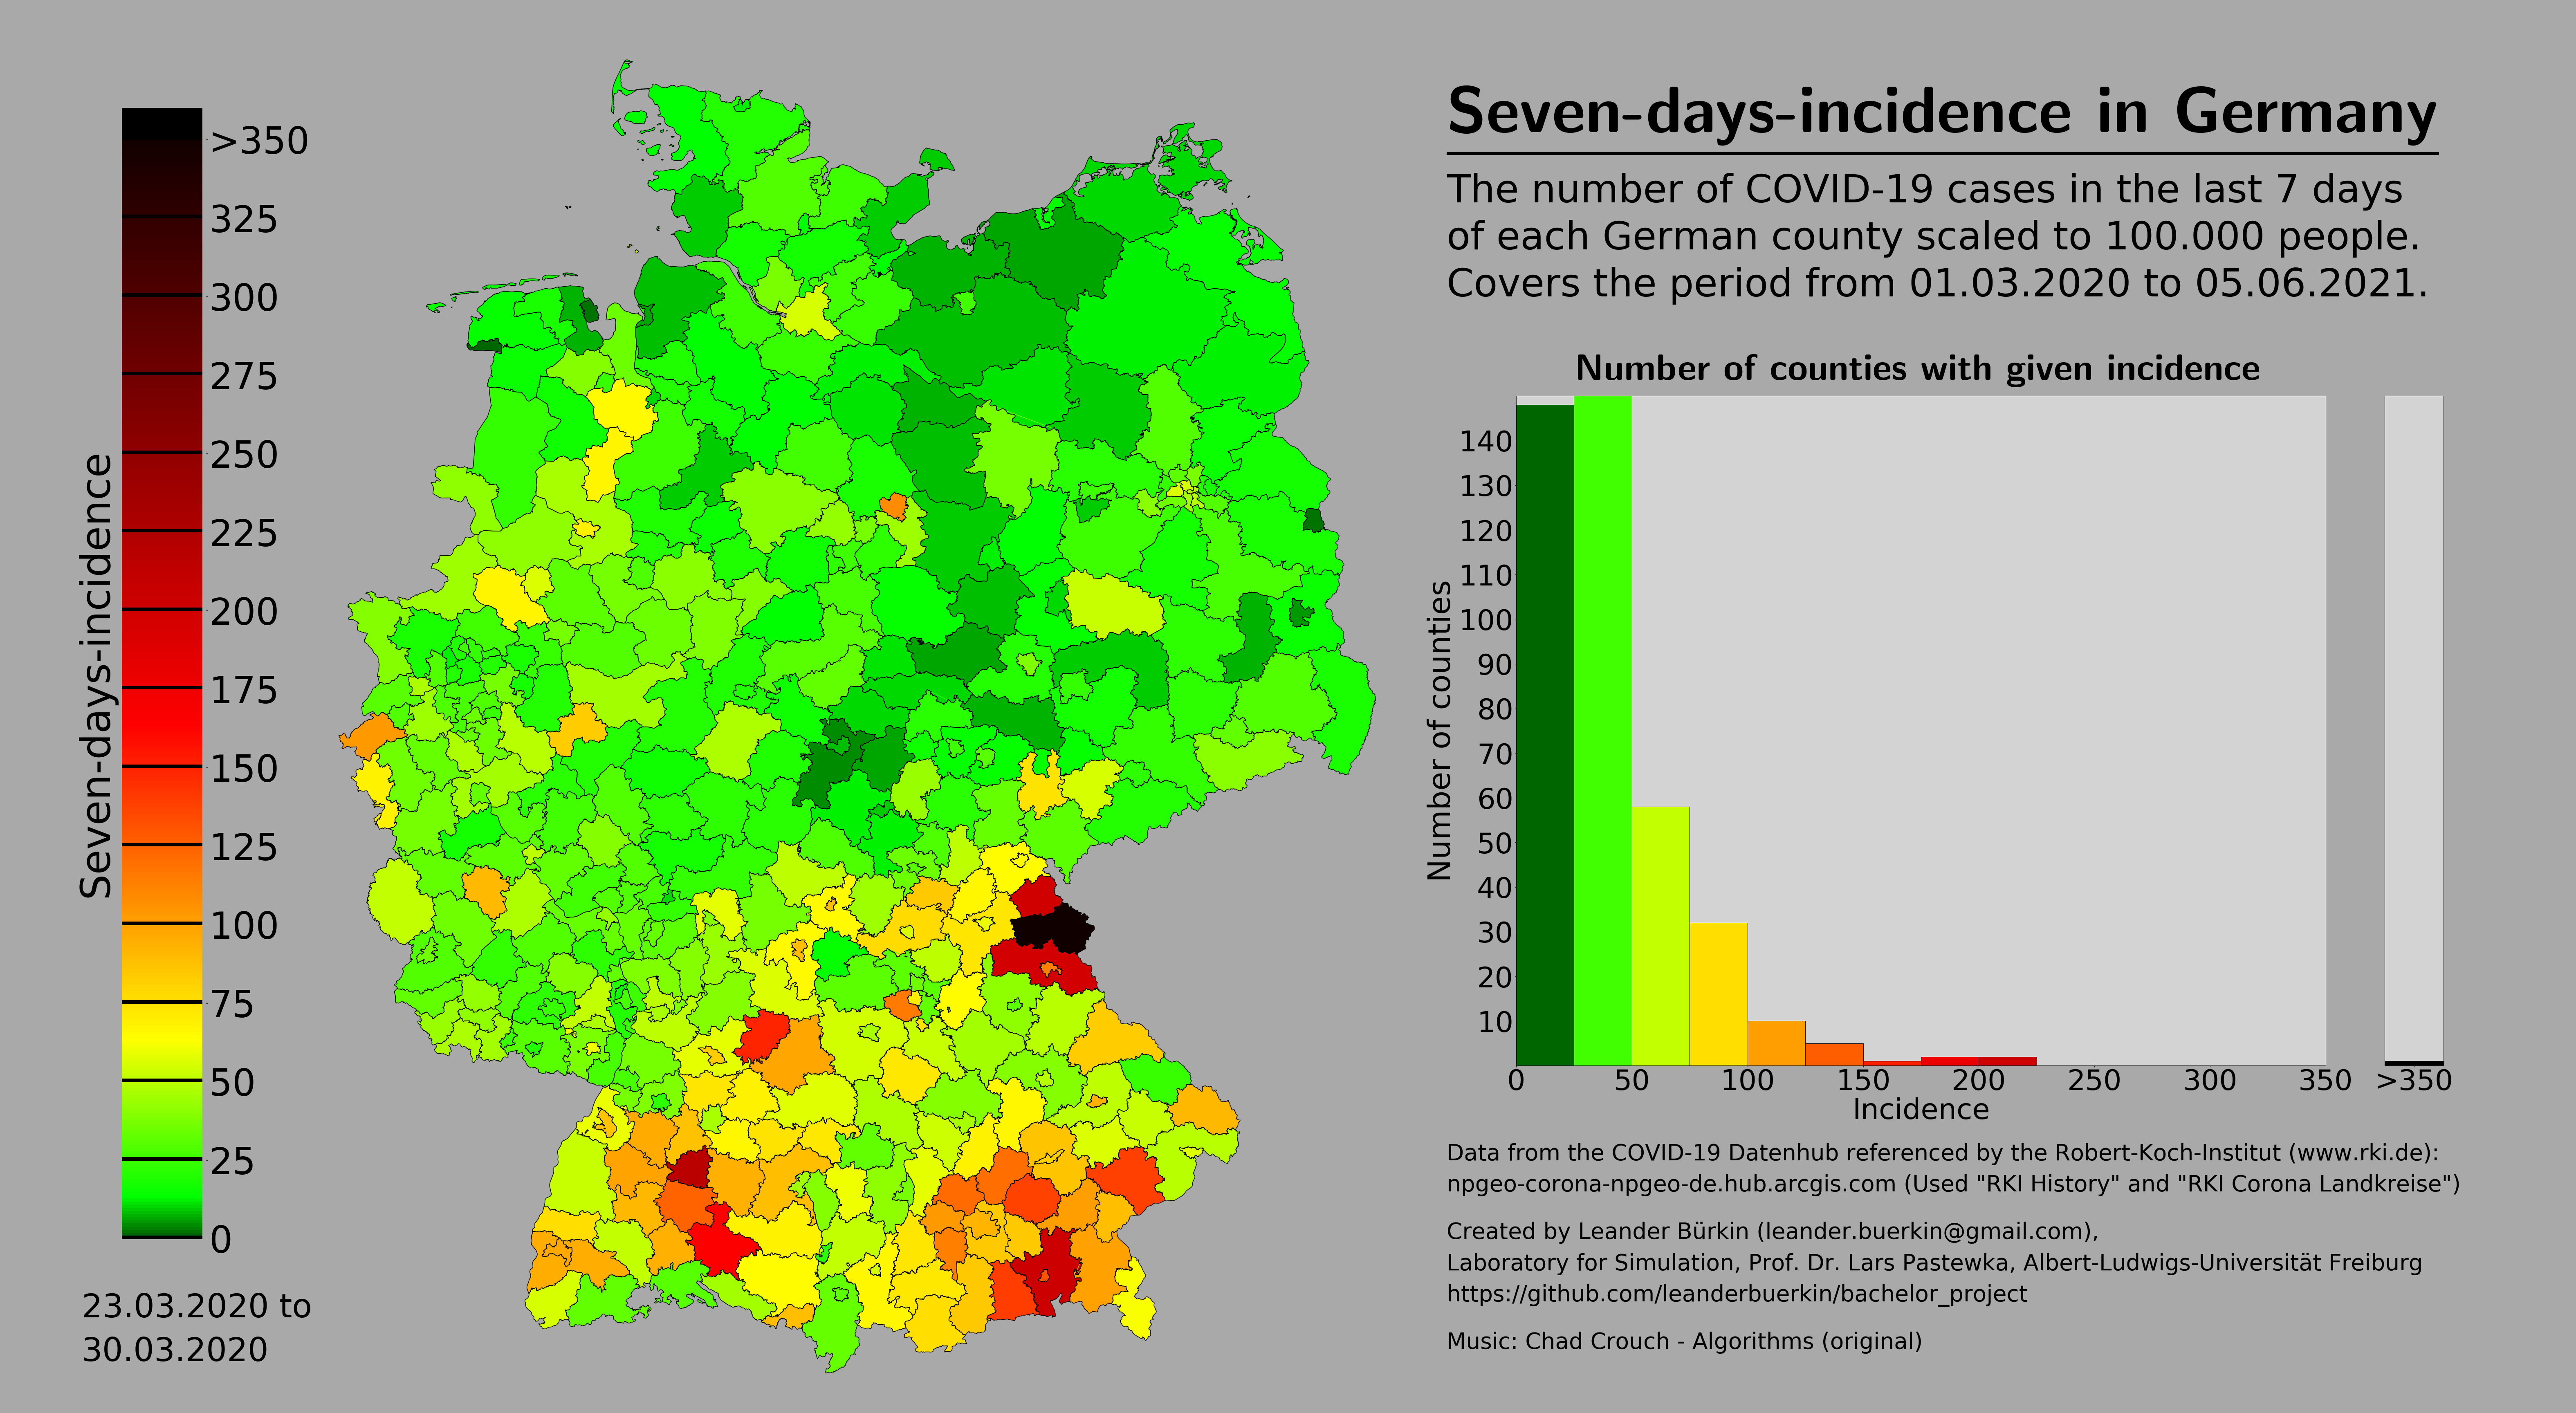 Seven-days-incidence in Germany
The number of COVID-19 cases in the last 7 days
of each German county scaled to 100.000 people.
Covers the period from 01.03.2020 to 05.06.2021.
Seven-days-incidence
>350
325
300
275
250
225
200
175
150
125
100
75
50
25
0
23.03.2020 to
30.03.2020
Number of counties with given incidence
Number of counties
140
130
120
110
100
90
80
70
60
50
40
30
20
10
0 50 100 150 200 250 300 350 >350
Incidence
Data from the COVID-19 Datenhub referenced by the Robert-Koch-Institut (www.rki.de):
npgeo-corona-npgeo-de.hub.arcgis.com (Used "RKI History" and "RKI Corona Landkreise")
Created by Leander Bürkin (leander.buerkin@gmail.com),
Laboratory for Simulation, Prof. Dr. Lars Pastewka, Albert-Ludwigs-Universität Freiburg
https://github.com/leanderbuerkin/bachelor_project
Music: Chad Crouch - Algorithms (original)